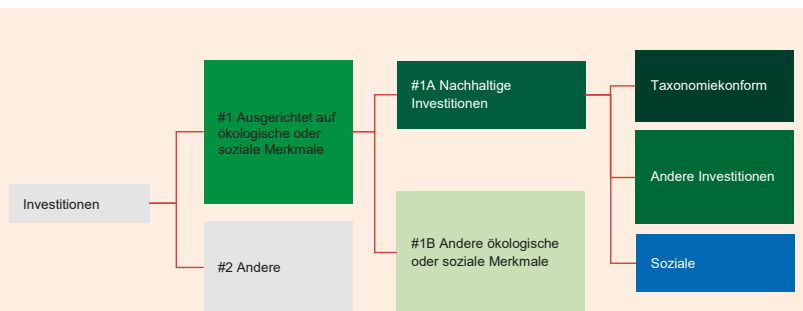 Investitionen
#1 Ausgerichtet auf
ökologische oder
soziale Merkmale
#2 Andere
#1A Nachhaltige
Investitionen
#1B Andere ökologische
oder soziale Merkmale
Taxonomiekonform
Andere Investitionen
Soziale